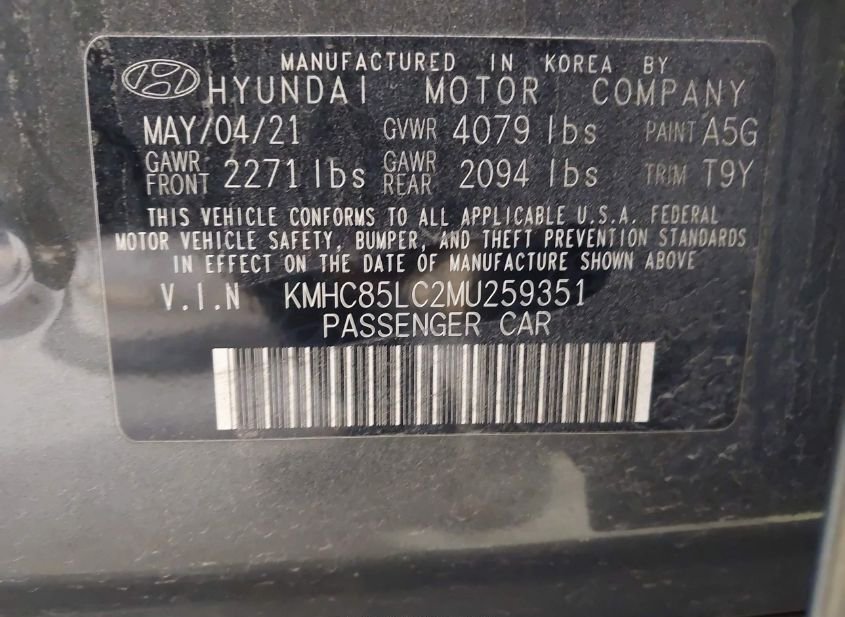 MANUFACTURED IN KOREA BY
HYUNDAI MOTOR COMPANY
MAY/04/21 GVWR 4079 lbs PAINT A5G
GAWR FRONT 2271 lbs GAWR REAR 2094 lbs TRIM T9Y
THIS VEHICLE CONFORMS TO ALL APPLICABLE U.S.A. FEDERAL
MOTOR VEHICLE SAFETY, BUMPER, AND THEFT PREVENTION STANDARDS
IN EFFECT ON THE DATE OF MANUFACTURE SHOWN ABOVE
V.I.N KMHC85LC2MU259351
PASSENGER CAR